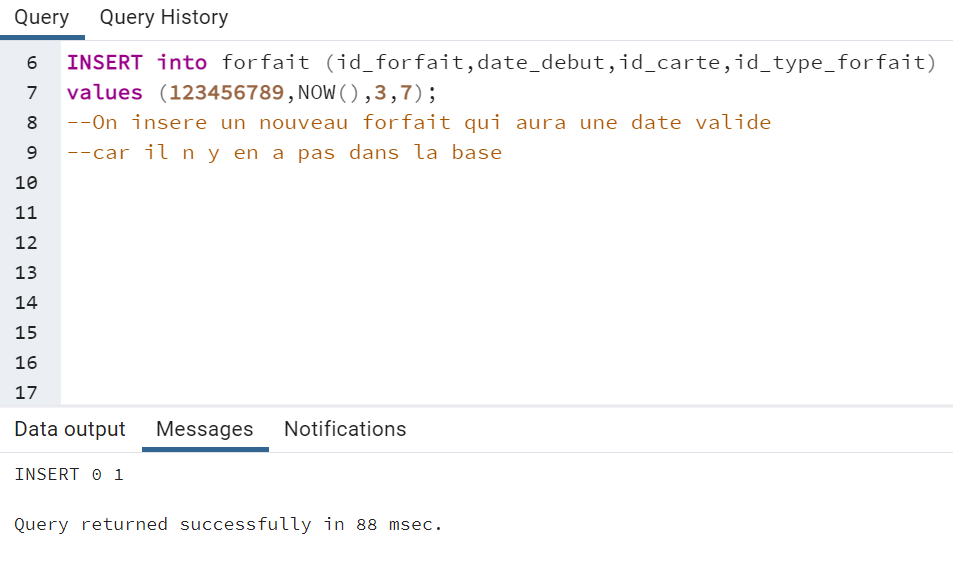 Query Query History
6 INSERT into forfait (id_forfait,date_debut,id_carte,id_type_forfait)
7 values (123456789,NOW(),3,7);
8 --On insere un nouveau forfait qui aura une date valide
9 --car il n y en a pas dans la base
10
11
12
13
14
15
16
17
Data output Messages Notifications
INSERT 0 1
Query returned successfully in 88 msec.